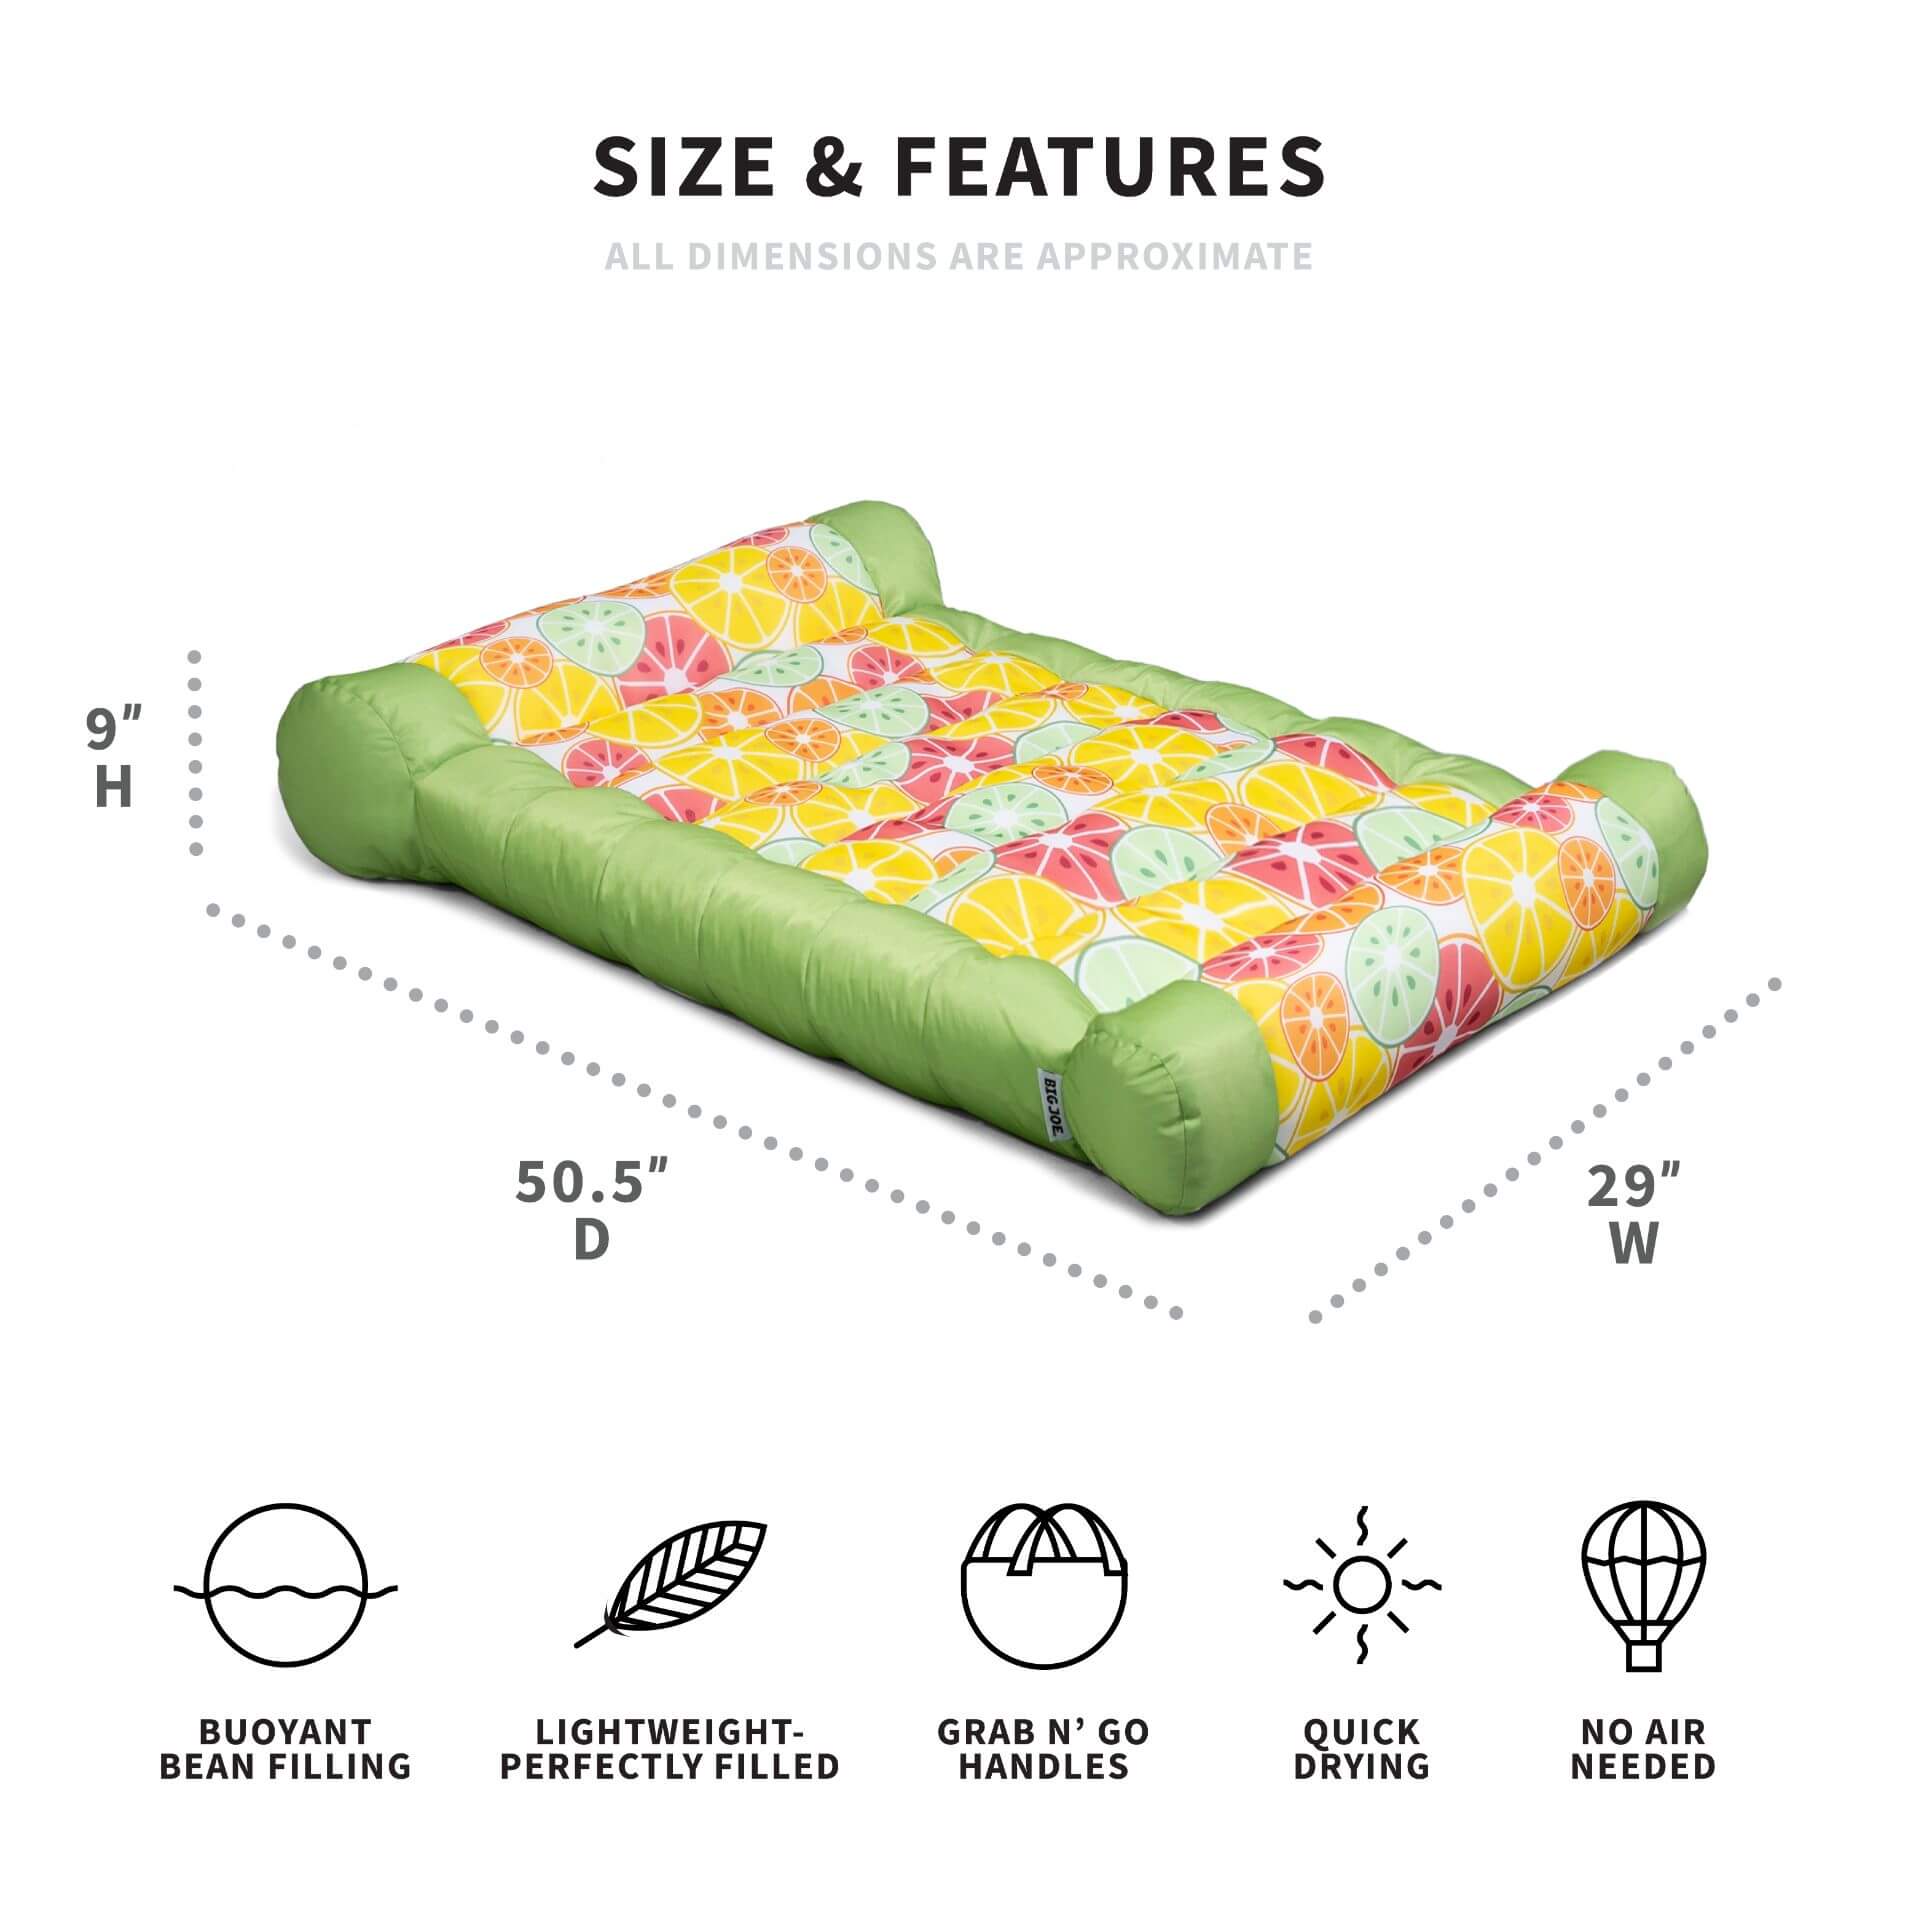 SIZE & FEATURES
ALL DIMENSIONS ARE APPROXIMATE
9"
H
BIG JOE.
50.5"
D
29"
W
BUOYANT
BEAN FILLING
LIGHTWEIGHT-
PERFECTLY FILLED
GRAB N’ GO
HANDLES
QUICK
DRYING
NO AIR
NEEDED